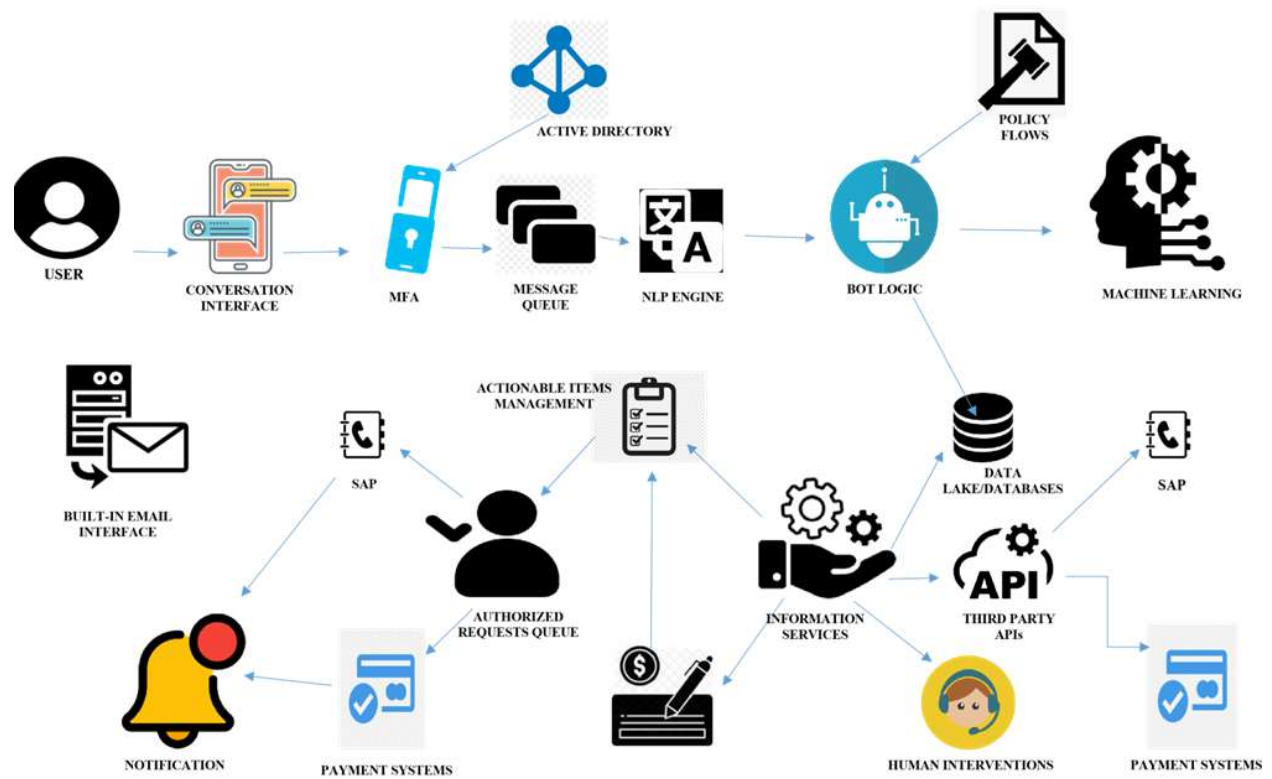 ACTIVE DIRECTORY
POLICY
FLOWS
文
A
USER
CONVERSATION
INTERFACE
MFA
MESSAGE
QUEUE
NLP ENGINE
BOT LOGIC
MACHINE LEARNING
ACTIONABLE ITEMS
MANAGEMENT
SAP
DATA
LAKE/DATABASES
SAP
BUILT-IN EMAIL
INTERFACE
API
AUTHORIZED
REQUESTS QUEUE
INFORMATION
SERVICES
THIRD PARTY
APIs
$
NOTIFICATION
PAYMENT SYSTEMS
HUMAN INTERVENTIONS
PAYMENT SYSTEMS